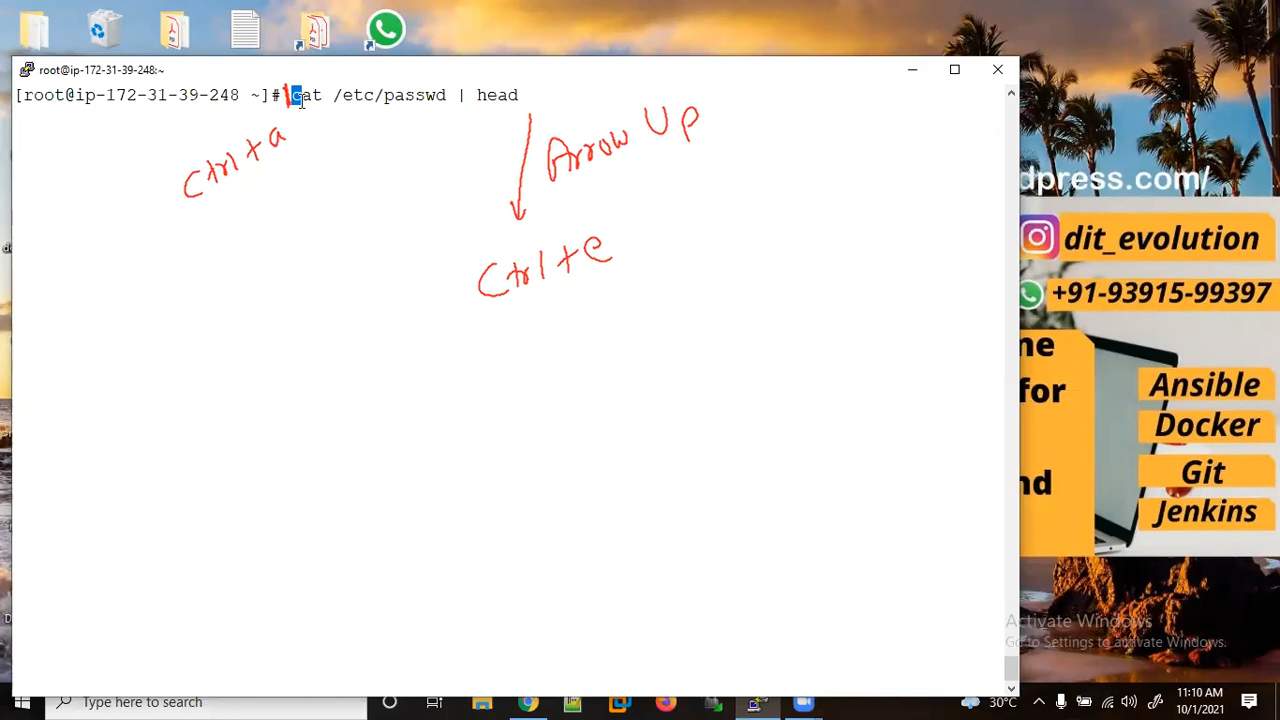 root@ip-172-31-39-248:~
[root@ip-172-31-39-248 ~]# cat /etc/passwd | head
Ctrl+a
Arrow Up
Ctrl+e
dpress.com/
dit_evolution
+91-93915-99397
ne
for
nd
Ansible
Docker
Git
Jenkins
Activate Windows
Go to Settings to activate Windows.
Type here to search
30°C
11:10 AM
10/1/2021